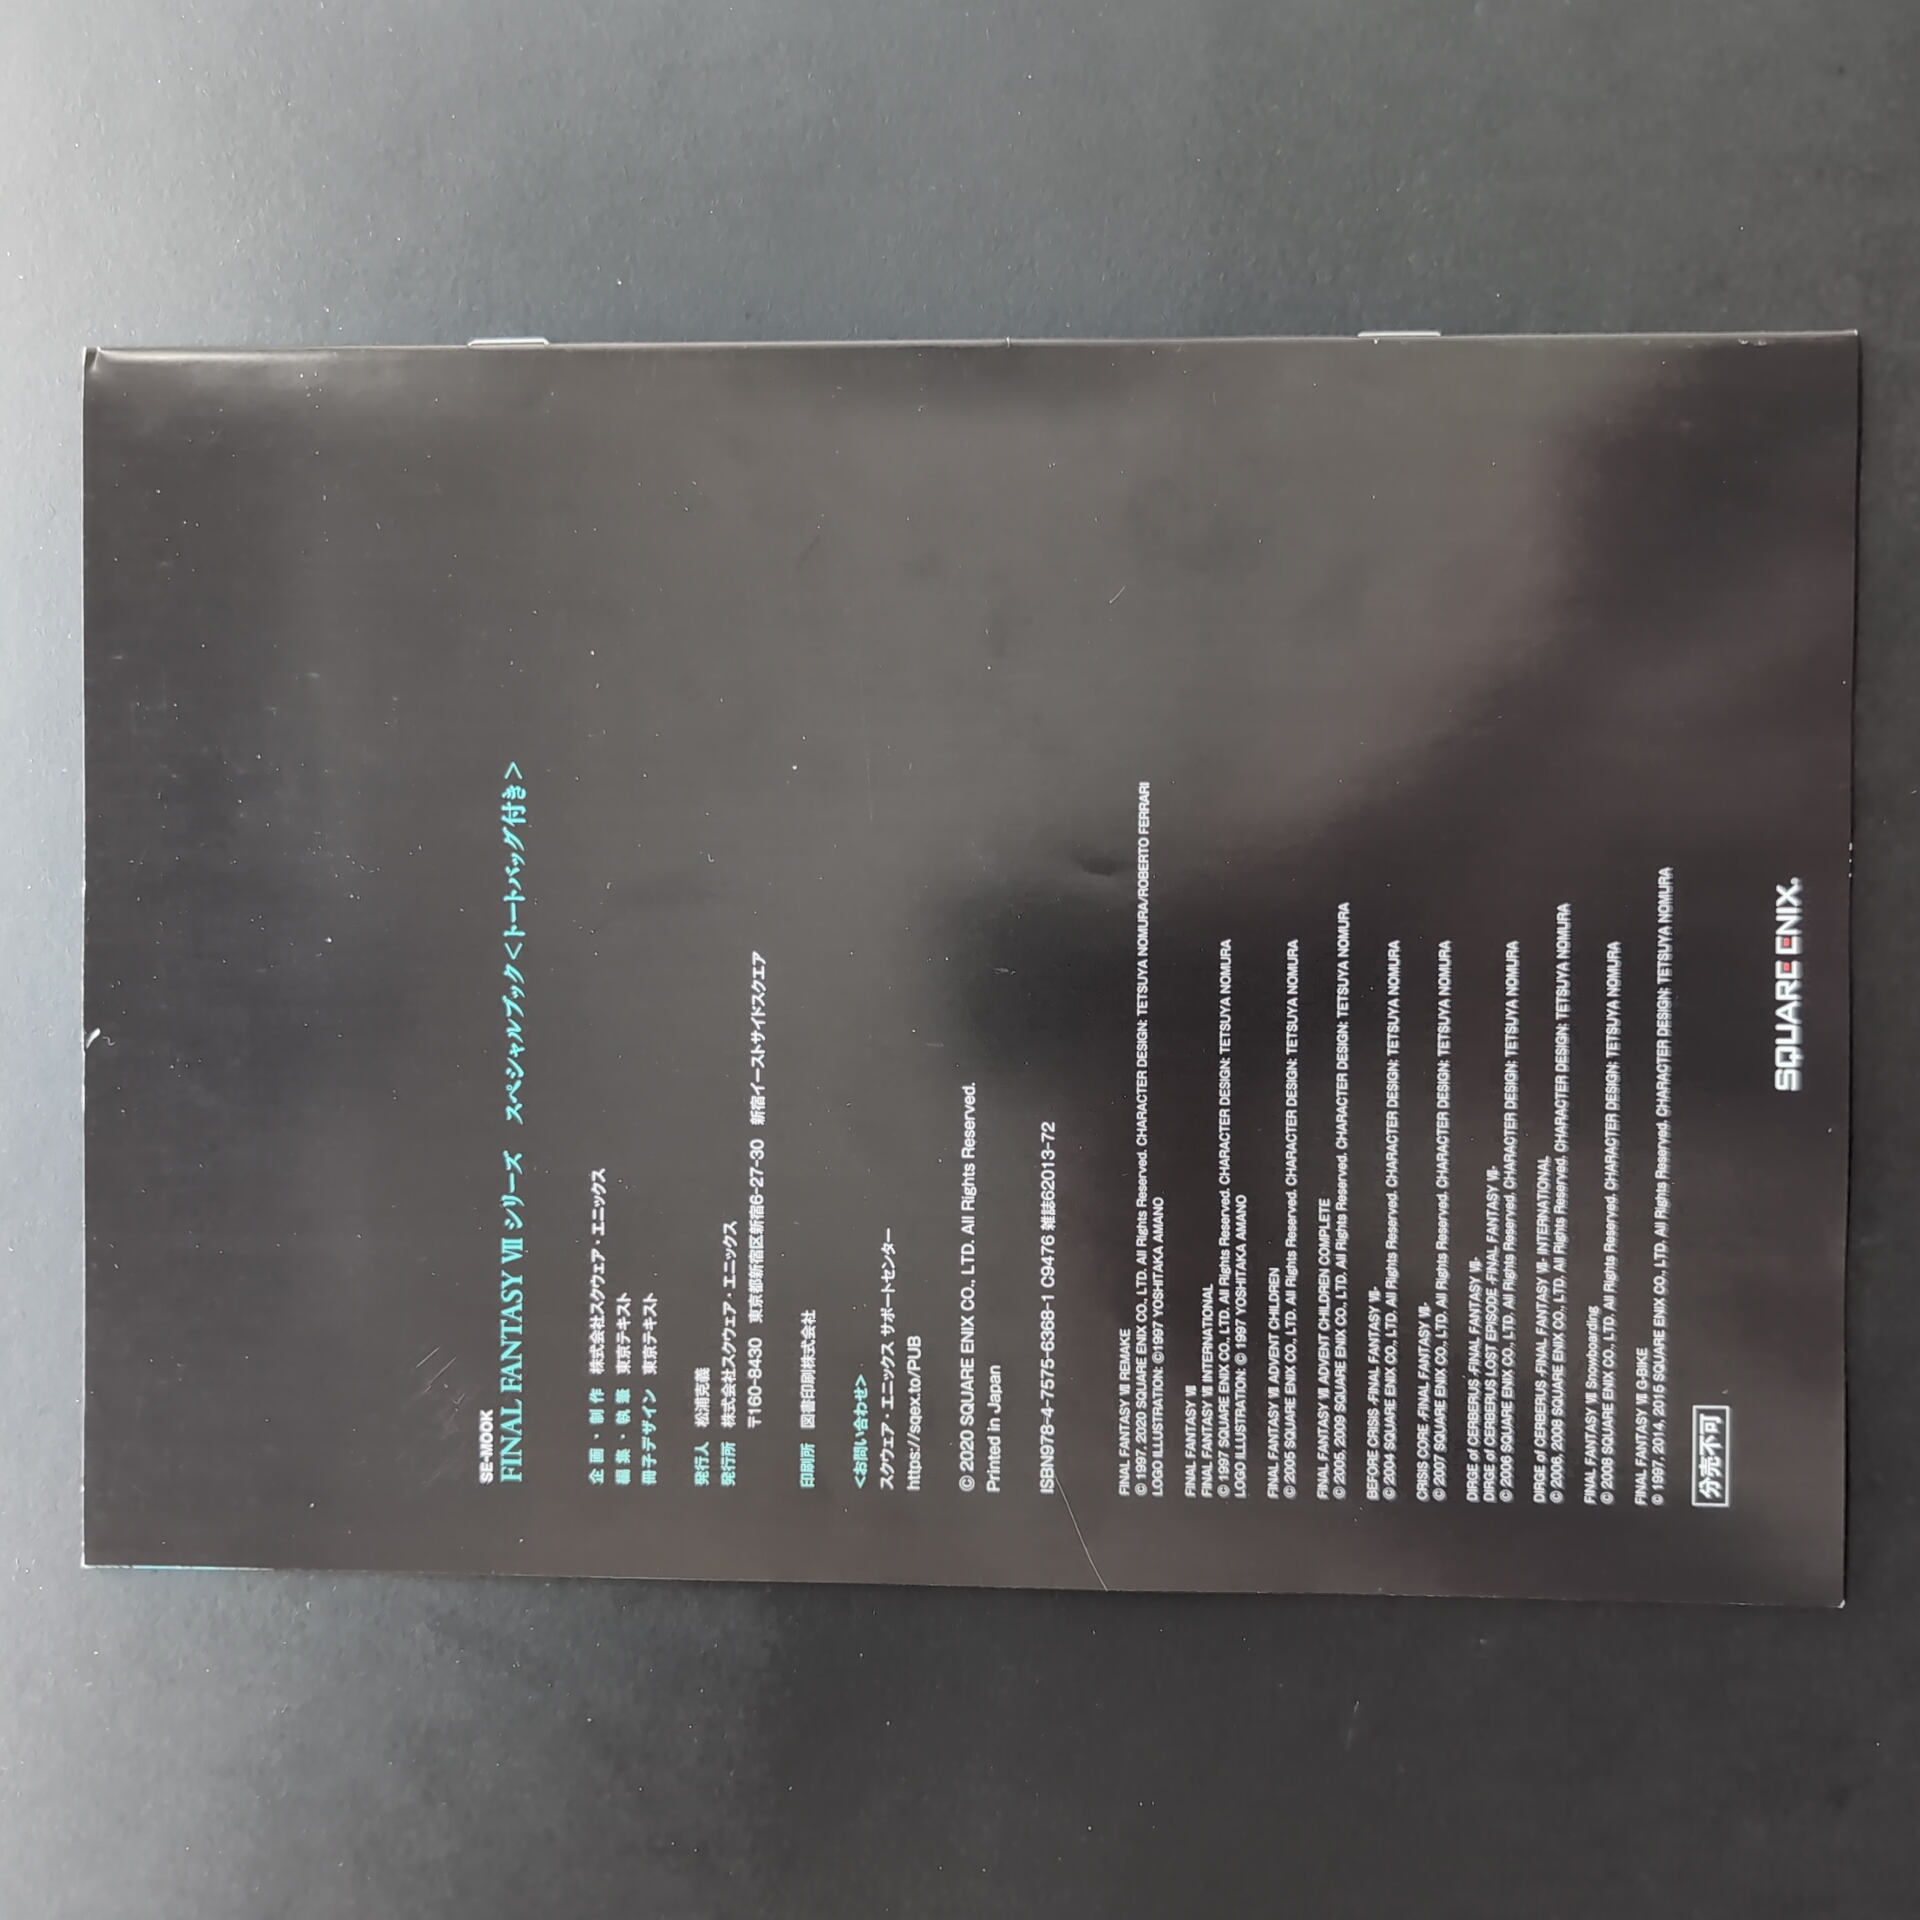 SE-MOOK
FINAL FANTASY VII シリーズ　スペシャルブック＜トートバッグ付き＞
企画・制作　株式会社スクウェア・エニックス
編集・執筆　東京テキスト
冊子デザイン　東京テキスト
発行人　松浦克義
発行所　株式会社スクウェア・エニックス
〒160-8430　東京都新宿区新宿6-27-30　新宿イーストサイドスクエア
印刷所　図書印刷株式会社
＜お問い合わせ＞
スクウェア・エニックス サポートセンター
https://sqex.to/PUB
© 2020 SQUARE ENIX CO., LTD. All Rights Reserved.
Printed in Japan
ISBN978-4-7575-6368-1 C9476 雑誌62013-72
FINAL FANTASY VII REMAKE
© 1997, 2020 SQUARE ENIX CO., LTD. All Rights Reserved. CHARACTER DESIGN: TETSUYA NOMURA/ROBERTO FERRARI
LOGO ILLUSTRATION: ©1997 YOSHITAKA AMANO
FINAL FANTASY VII
FINAL FANTASY VII INTERNATIONAL
© 1997 SQUARE ENIX CO., LTD. All Rights Reserved. CHARACTER DESIGN: TETSUYA NOMURA
LOGO ILLUSTRATION: © 1997 YOSHITAKA AMANO
FINAL FANTASY VII ADVENT CHILDREN
© 2005 SQUARE ENIX CO., LTD. All Rights Reserved. CHARACTER DESIGN: TETSUYA NOMURA
FINAL FANTASY VII ADVENT CHILDREN COMPLETE
© 2005, 2009 SQUARE ENIX CO., LTD. All Rights Reserved. CHARACTER DESIGN: TETSUYA NOMURA
BEFORE CRISIS -FINAL FANTASY VII-
© 2004 SQUARE ENIX CO., LTD. All Rights Reserved. CHARACTER DESIGN: TETSUYA NOMURA
CRISIS CORE -FINAL FANTASY VII-
© 2007 SQUARE ENIX CO., LTD. All Rights Reserved. CHARACTER DESIGN: TETSUYA NOMURA
DIRGE of CERBERUS -FINAL FANTASY VII-
DIRGE of CERBERUS LOST EPISODE -FINAL FANTASY VII-
© 2006 SQUARE ENIX CO., LTD. All Rights Reserved. CHARACTER DESIGN: TETSUYA NOMURA
DIRGE of CERBERUS -FINAL FANTASY VII- INTERNATIONAL
© 2006, 2008 SQUARE ENIX CO., LTD. All Rights Reserved. CHARACTER DESIGN: TETSUYA NOMURA
FINAL FANTASY VII Snowboarding
© 2008 SQUARE ENIX CO., LTD. All Rights Reserved. CHARACTER DESIGN: TETSUYA NOMURA
FINAL FANTASY VII G-BIKE
© 1997, 2014, 2015 SQUARE ENIX CO., LTD. All Rights Reserved. CHARACTER DESIGN: TETSUYA NOMURA
分売不可
SQUARE ENIX.